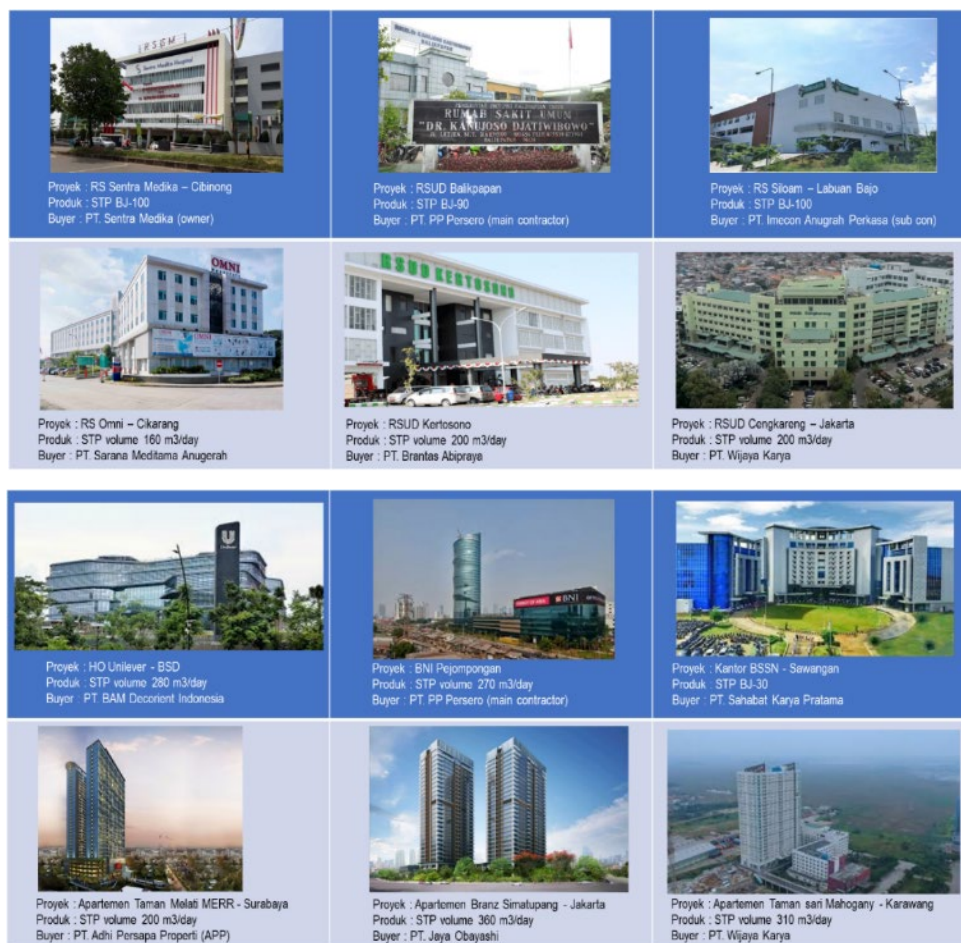 RSSM
Sentra Medika Hospital
BALIKPAPAN
RUMAH SAKIT UMUM
"DR. KANUJOSO DJATIWIBOWO"
Proyek : RS Sentra Medika – Cibinong
Produk : STP BJ-100
Buyer : PT. Sentra Medika (owner)
Proyek : RSUD Balikpapan
Produk : STP BJ-90
Buyer : PT. PP Persero (main contractor)
Proyek : RS Siloam – Labuan Bajo
Produk : STP BJ-100
Buyer : PT. Imecon Anugrah Perkasa (sub con)
OMNI
RSUD KERTOSONO
Proyek : RS Omni – Cikarang
Produk : STP volume 160 m3/day
Buyer : PT. Sarana Meditama Anugerah
Proyek : RSUD Kertosono
Produk : STP volume 200 m3/day
Buyer : PT. Brantas Abipraya
Proyek : RSUD Cengkareng – Jakarta
Produk : STP volume 200 m3/day
Buyer : PT. Wijaya Karya
BNI
Proyek : HO Unilever - BSD
Produk : STP volume 280 m3/day
Buyer : PT. BAM Decorient Indonesia
Proyek : BNI Pejompongan
Produk : STP volume 270 m3/day
Buyer : PT. PP Persero (main contractor)
Proyek : Kantor BSSN - Sawangan
Produk : STP BJ-30
Buyer : PT. Sahabat Karya Pratama
Proyek : Apartemen Taman Melati MERR - Surabaya
Produk : STP volume 200 m3/day
Buyer : PT. Adhi Persapa Properti (APP)
Proyek : Apartemen Branz Simatupang - Jakarta
Produk : STP volume 360 m3/day
Buyer : PT. Jaya Obayashi
Proyek : Apartemen Taman sari Mahogany - Karawang
Produk : STP volume 310 m3/day
Buyer : PT. Wijaya Karya